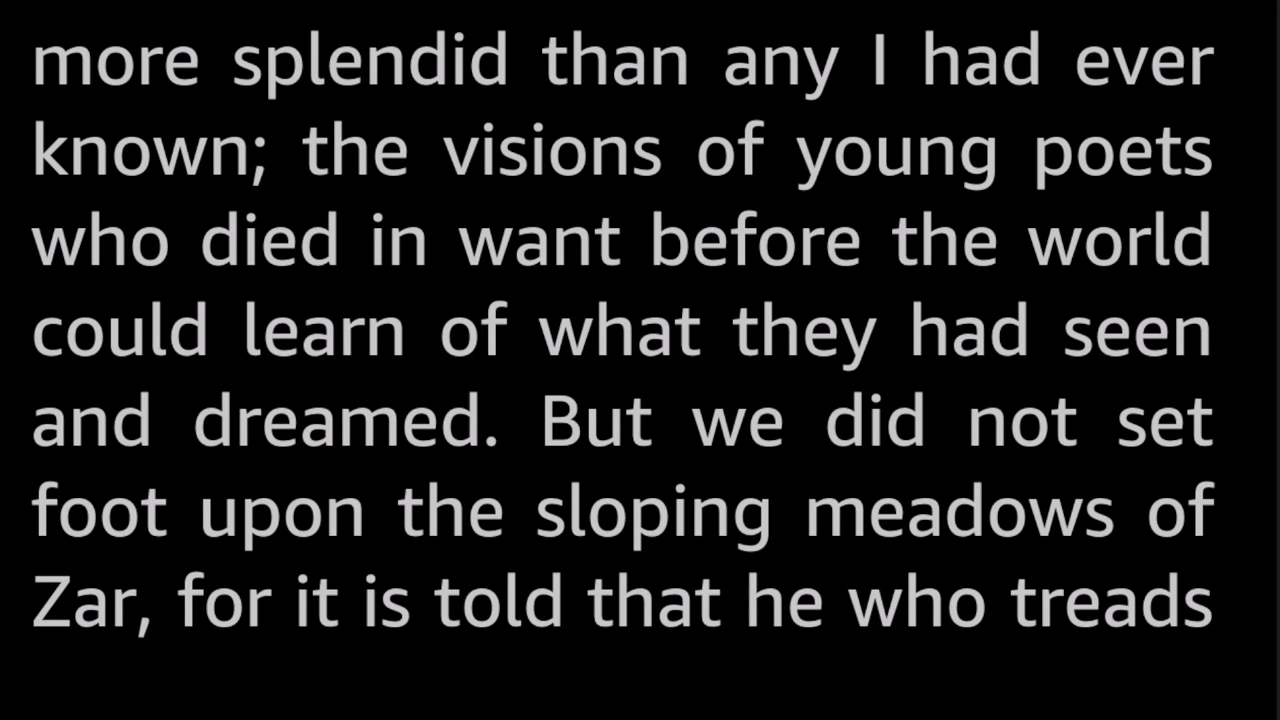 more splendid than any I had ever
known; the visions of young poets
who died in want before the world
could learn of what they had seen
and dreamed. But we did not set
foot upon the sloping meadows of
Zar, for it is told that he who treads